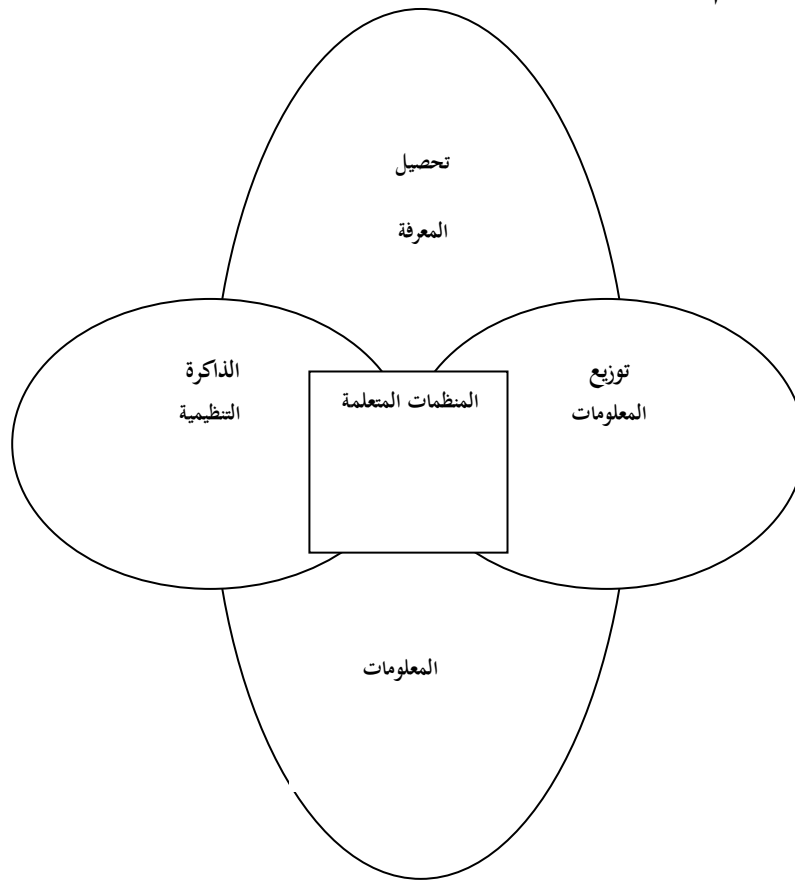 تحصيل
المعرفة
توزيع
المعلومات
المنظمات المتعلمة
الذاكرة
التنظيمية
المعلومات